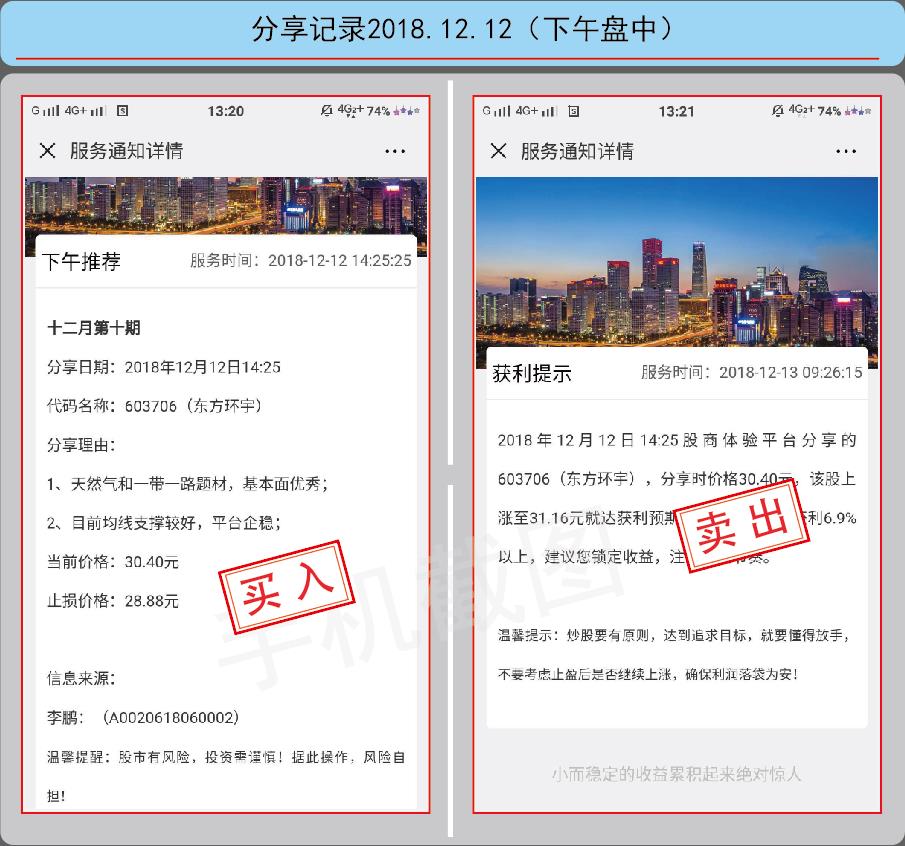 分享记录2018.12.12（下午盘中）
G 4G+ 13:20 4G2+ 74%
服务通知详情
下午推荐 服务时间：2018-12-12 14:25:25
十二月第十期
分享日期：2018年12月12日14:25
代码名称：603706（东方环宇）
分享理由：
1、天然气和一带一路题材，基本面优秀；
2、目前均线支撑较好，平台企稳；
当前价格：30.40元
止损价格：28.88元
买入
信息来源：
李鹏：（A0020618060002）
温馨提醒：股市有风险，投资需谨慎！据此操作，风险自
担！
G 4G+ 13:21 4G2+ 74%
服务通知详情
获利提示 服务时间：2018-12-13 09:26:15
2018年12月12日14:25股商体验平台分享的
603706（东方环宇），分享时价格30.40元，该股上
涨至31.16元就达获利预期 利6.9%
以上，建议您锁定收益，注
卖出
温馨提示：炒股要有原则，达到追求目标，就要懂得放手，
不要考虑止盈后是否继续上涨，确保利润落袋为安！
小而稳定的收益累积起来绝对惊人
手机截图